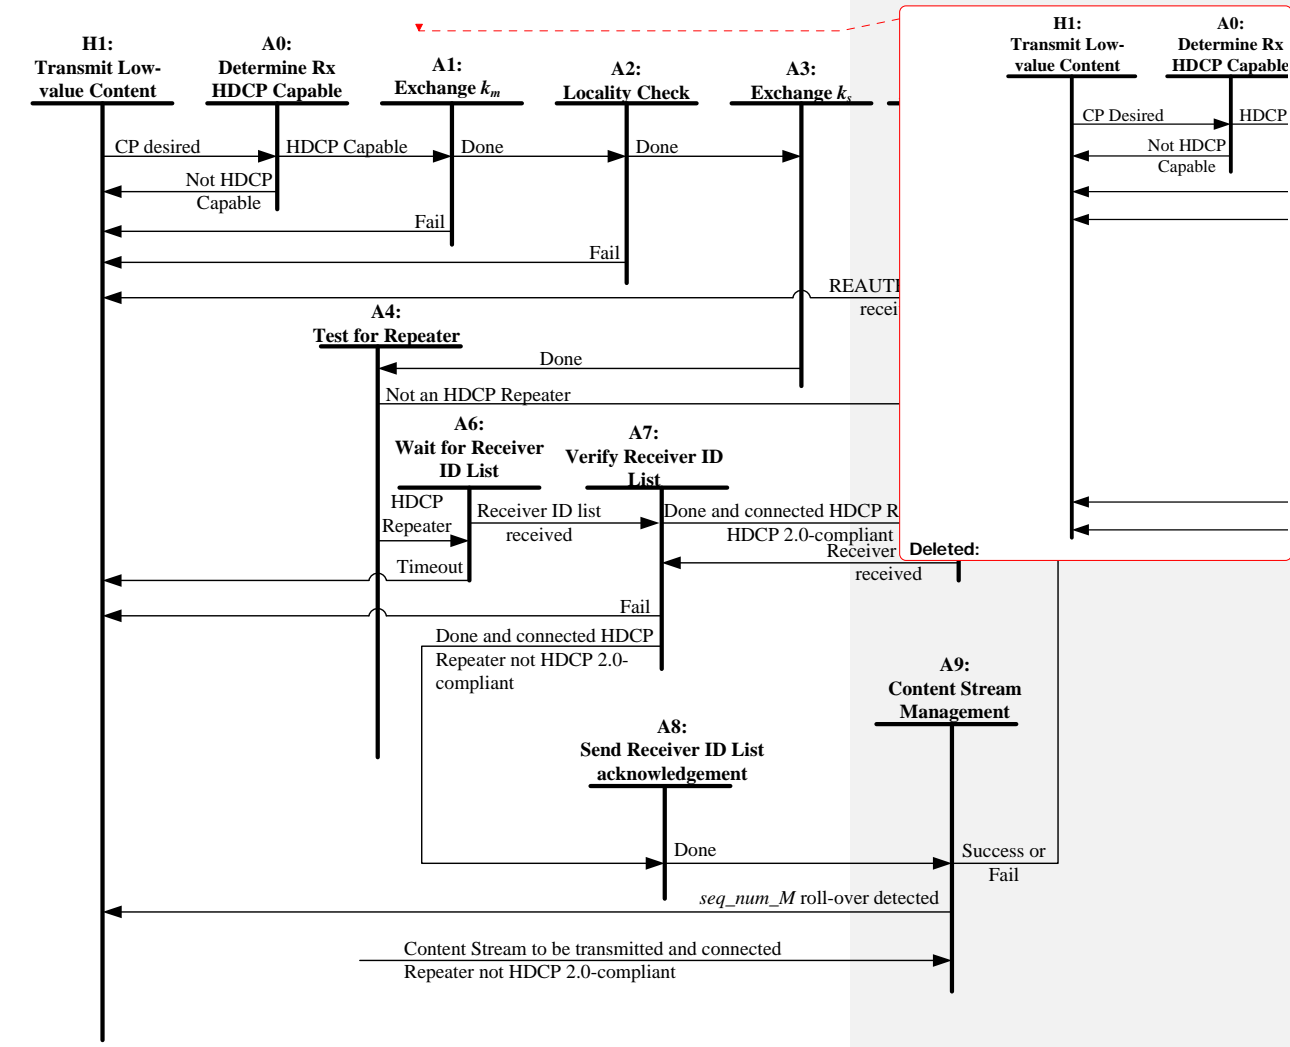 H1:
Transmit Low-
value Content
A0:
Determine Rx
HDCP Capable
A1:
Exchange km
A2:
Locality Check
A3:
Exchange ks
H1:
Transmit Low-
value Content
A0:
Determine Rx
HDCP Capable
CP Desired
HDCP
Not HDCP
Capable
CP desired
HDCP Capable
Done
Done
Not HDCP
Capable
Fail
Fail
recei
A4:
Test for Repeater
Done
Not an HDCP Repeater
A6:
Wait for Receiver
ID List
A7:
Verify Receiver ID
List
HDCP
Repeater
Receiver ID list
received
Done and connected HDCP R
HDCP 2.0-compliant
Receiver
received
Deleted:
Timeout
Fail
Done and connected HDCP
Repeater not HDCP 2.0-
compliant
A9:
Content Stream
Management
A8:
Send Receiver ID List
acknowledgement
Done
Success or
Fail
seq_num_M roll-over detected
Content Stream to be transmitted and connected
Repeater not HDCP 2.0-compliant